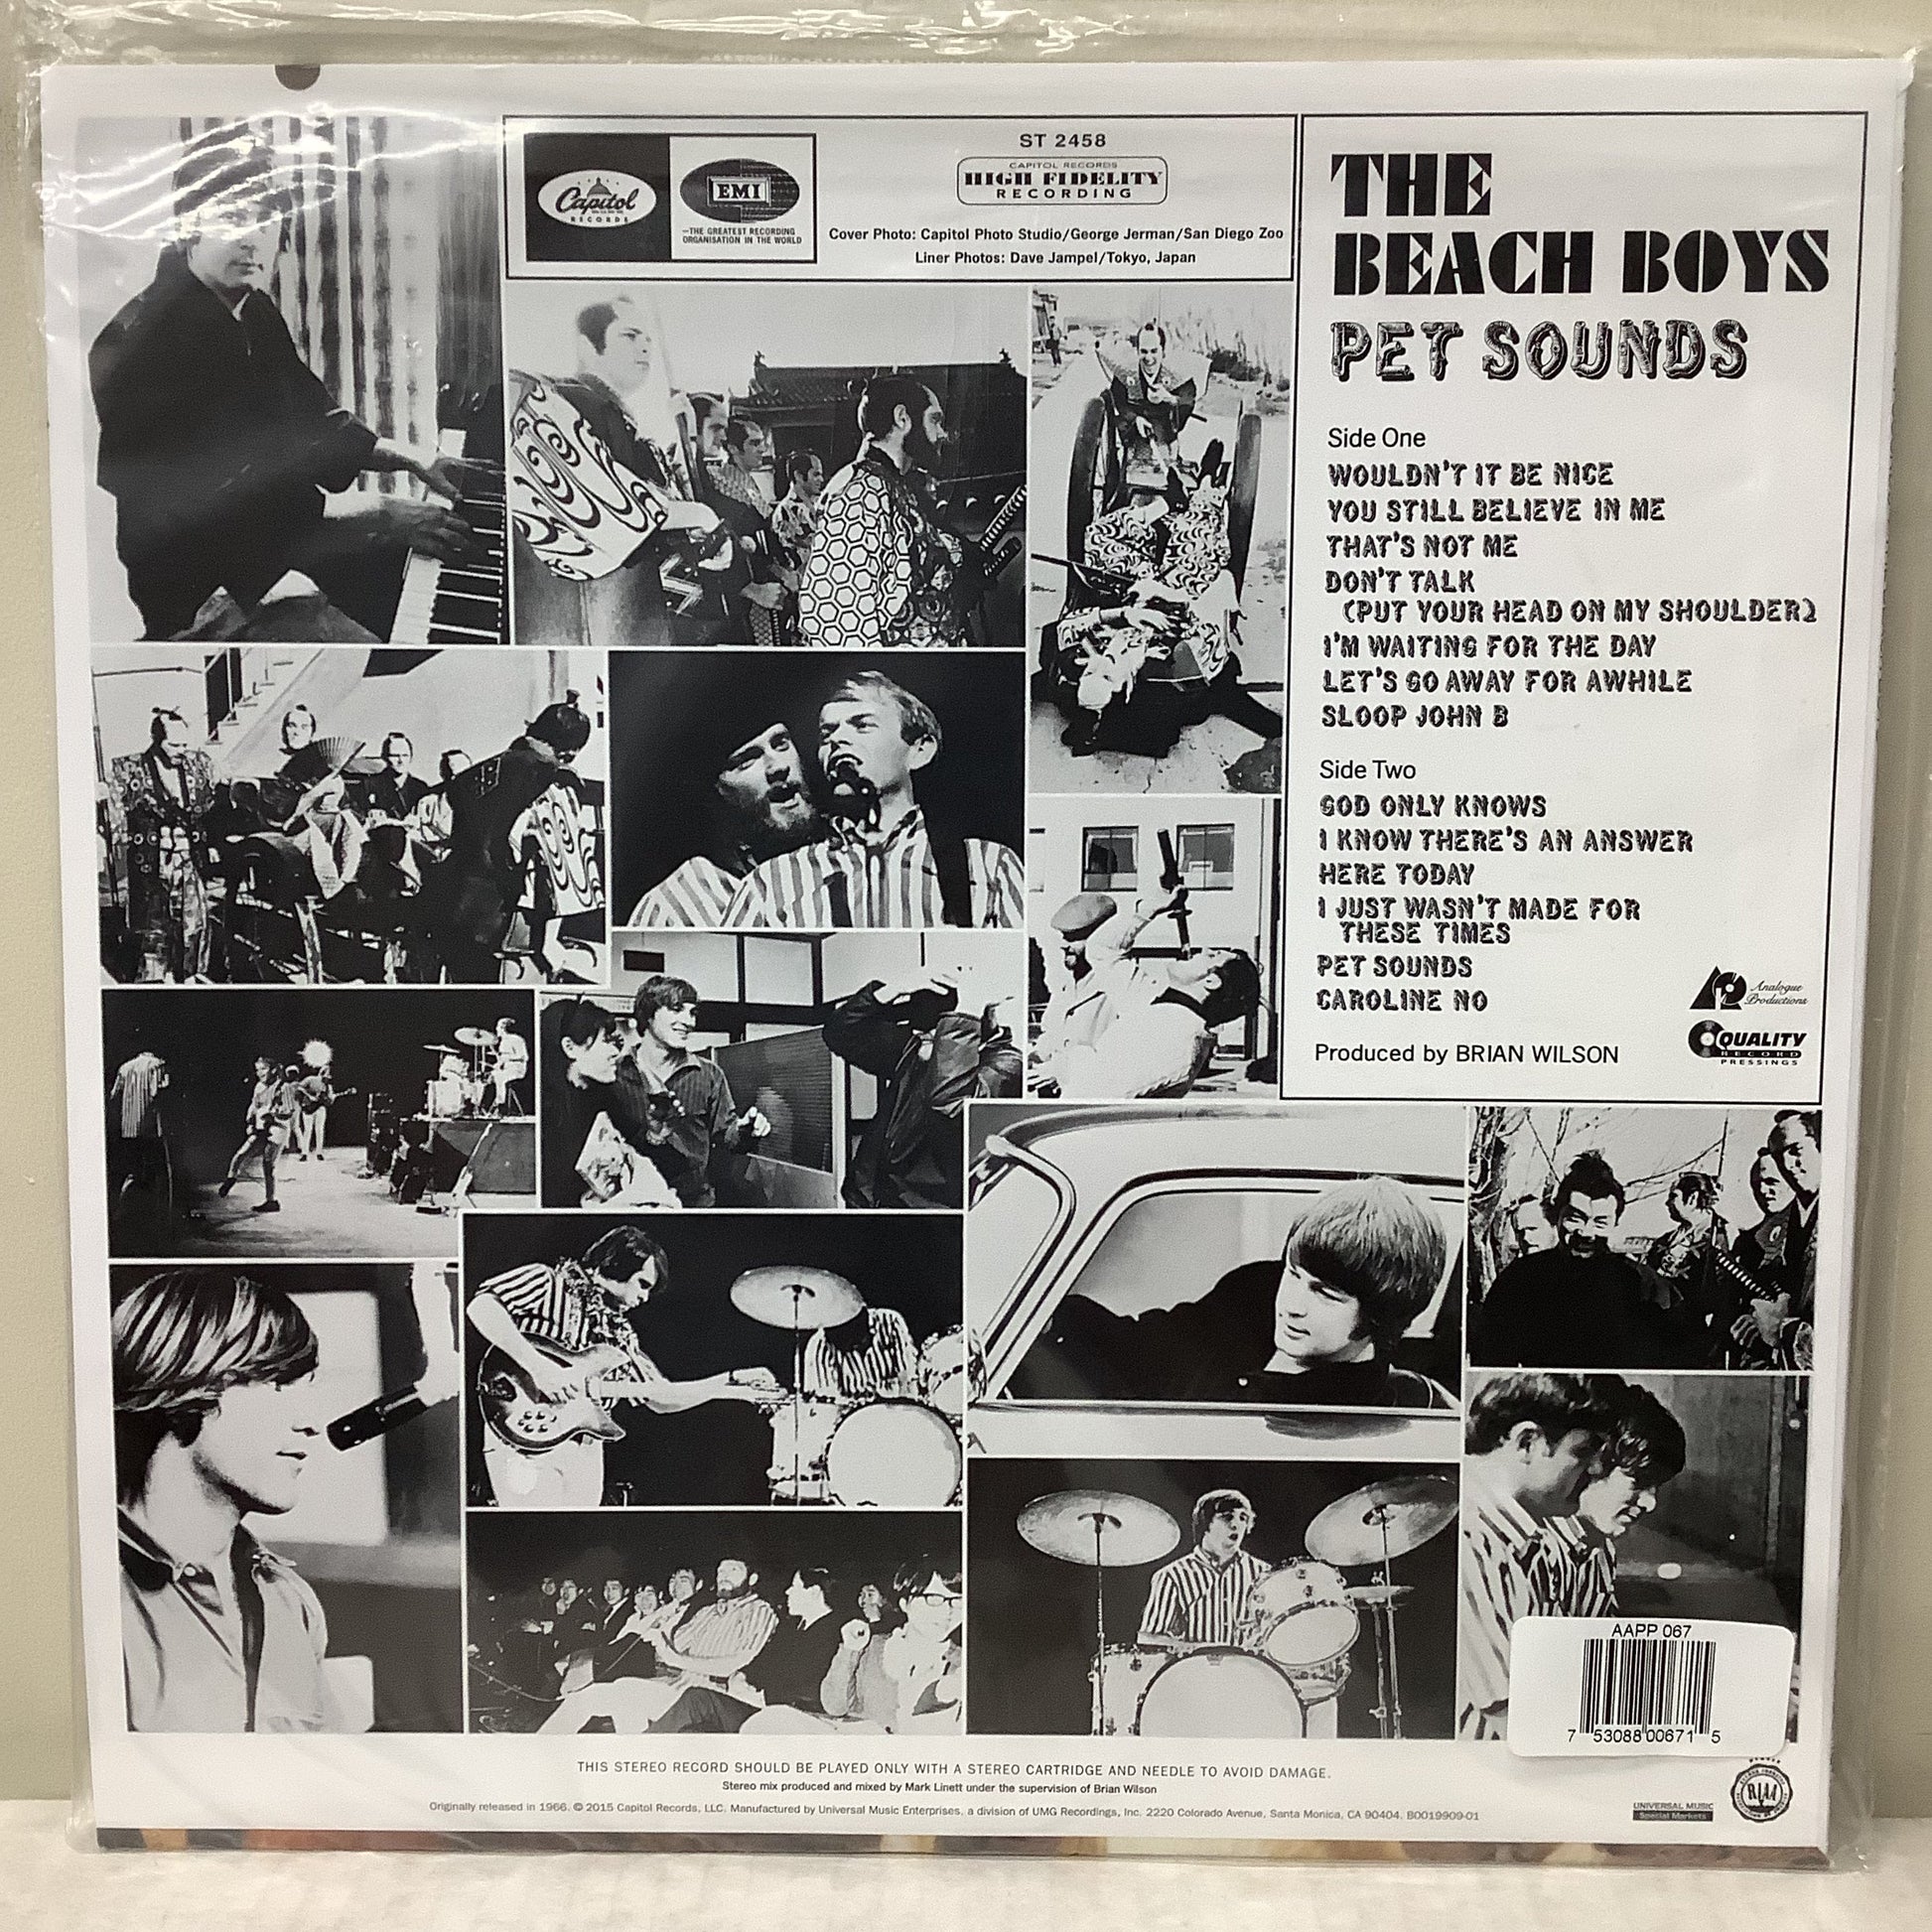 Capitol
RECORDS
EMI
—THE GREATEST RECORDING
ORGANISATION IN THE WORLD
ST 2458
CAPITOL RECORDS
HIGH FIDELITY
RECORDING
Cover Photo: Capitol Photo Studio/George Jerman/San Diego Zoo
Liner Photos: Dave Jampel/Tokyo, Japan
THE
BEACH BOYS
PET SOUNDS
Side One
WOULDN'T IT BE NICE
YOU STILL BELIEVE IN ME
THAT'S NOT ME
DON'T TALK
(PUT YOUR HEAD ON MY SHOULDER)
I'M WAITING FOR THE DAY
LET'S GO AWAY FOR AWHILE
SLOOP JOHN B
Side Two
GOD ONLY KNOWS
I KNOW THERE'S AN ANSWER
HERE TODAY
I JUST WASN'T MADE FOR
THESE TIMES
PET SOUNDS
CAROLINE NO
Produced by BRIAN WILSON
Analogue
Productions
QUALITY
RECORD
PRESSINGS
AAPP 067
7 53088 00671 5
THIS STEREO RECORD SHOULD BE PLAYED ONLY WITH A STEREO CARTRIDGE AND NEEDLE TO AVOID DAMAGE.
Stereo mix produced and mixed by Mark Linett under the supervision of Brian Wilson
Originally released in 1966. © 2015 Capitol Records, LLC. Manufactured by Universal Music Enterprises, a division of UMG Recordings, Inc. 2220 Colorado Avenue, Santa Monica, CA 90404. B0019909-01
UNIVERSAL MUSIC
Special Markets
RIAA